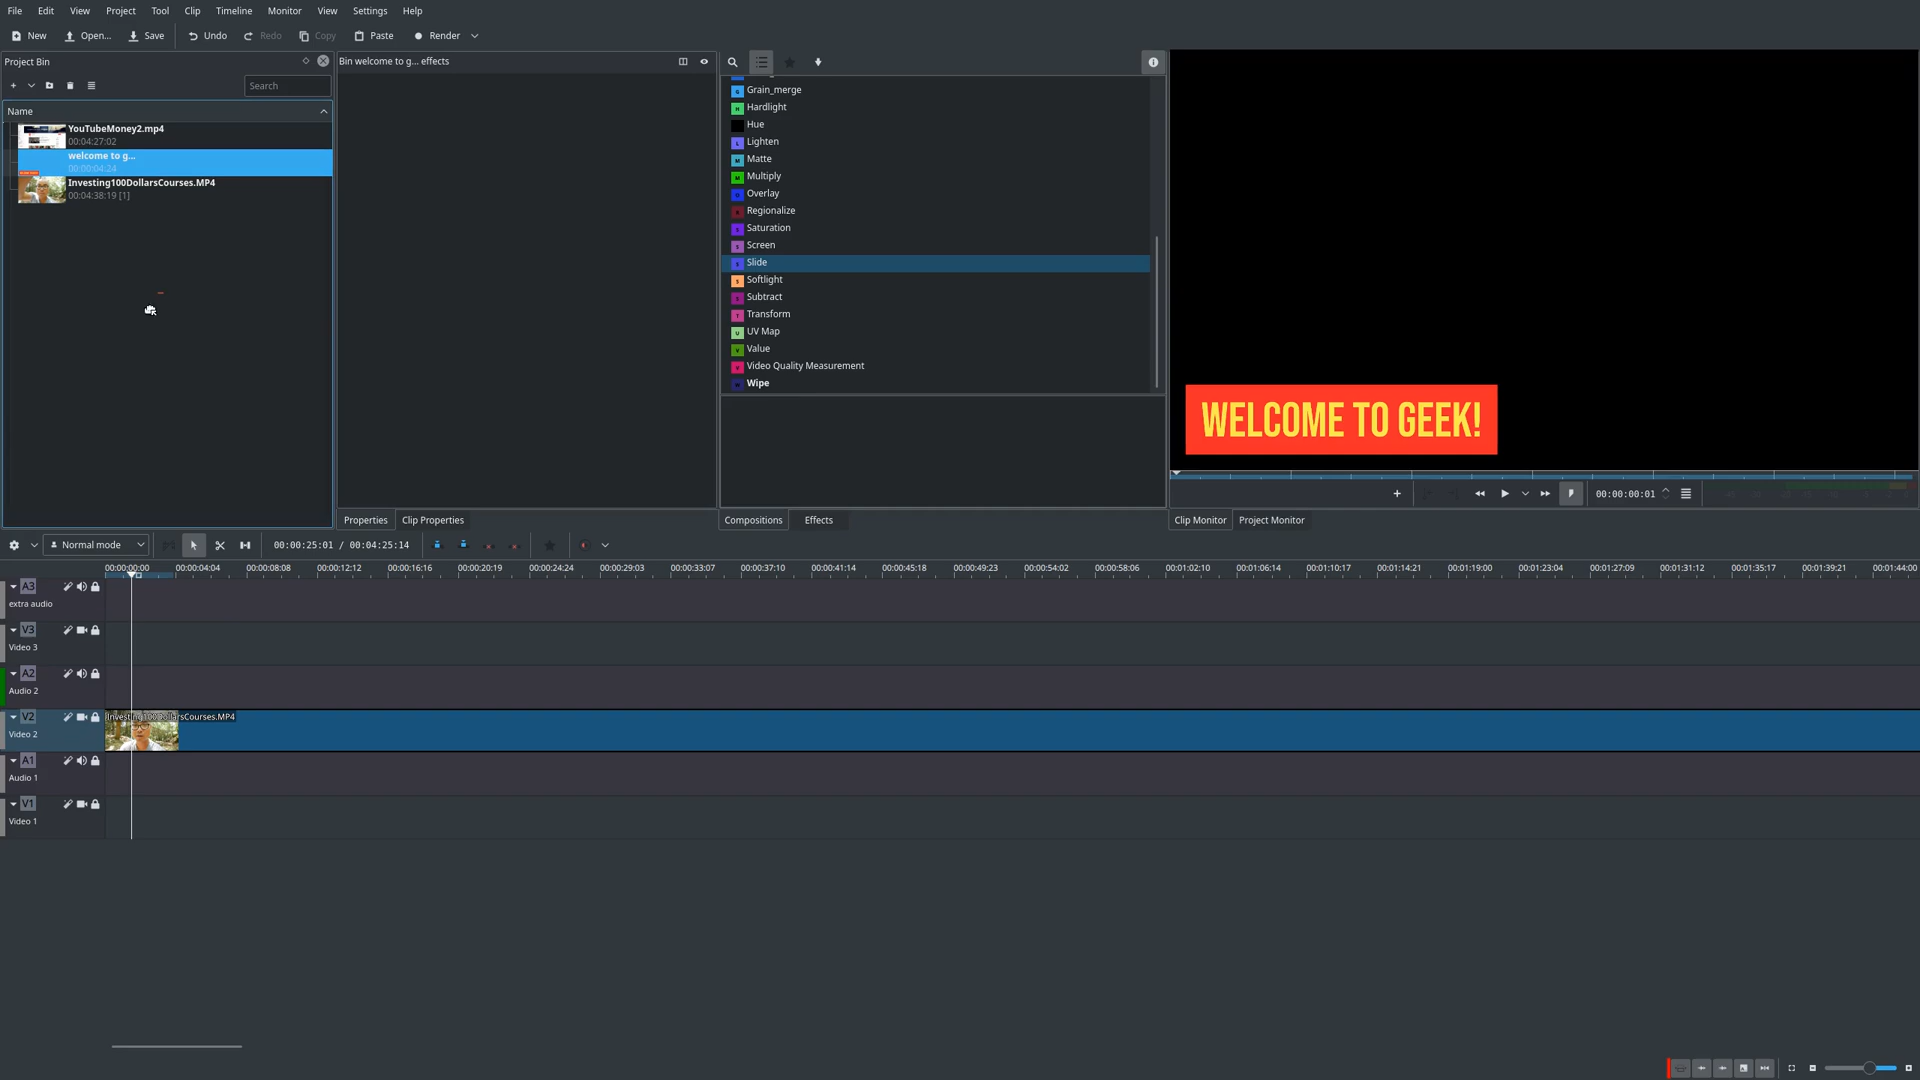 File Edit View Project Tool Clip Timeline Monitor View Settings Help
New Open... Save Undo Redo Copy Paste Render
Project Bin
Bin welcome to g... effects
Search
Name
YouTubeMoney2.mp4
00:04:27:02
welcome to g...
00:00:04:24
Investing100DollarsCourses.MP4
00:04:38:19 [1]
Grain_merge
Hardlight
Hue
Lighten
Matte
Multiply
Overlay
Regionalize
Saturation
Screen
Slide
Softlight
Subtract
Transform
UV Map
Value
Video Quality Measurement
Wipe
WELCOME TO GEEK!
00:00:00:01
Properties Clip Properties
Compositions Effects
Clip Monitor Project Monitor
Normal mode
00:00:25:01 / 00:04:25:14
00:00:00:00 00:00:04:04 00:00:08:08 00:00:12:12 00:00:16:16 00:00:20:19 00:00:24:24 00:00:29:03 00:00:33:07 00:00:37:10 00:00:41:14 00:00:45:18 00:00:49:23 00:00:54:02 00:00:58:06 00:01:02:10 00:01:06:14 00:01:10:17 00:01:14:21 00:01:19:00 00:01:23:04 00:01:27:09 00:01:31:12 00:01:35:17 00:01:39:21 00:01:44:00
A3
extra audio
V3
Video 3
A2
Audio 2
V2
Video 2
Investing100DollarsCourses.MP4
A1
Audio 1
V1
Video 1